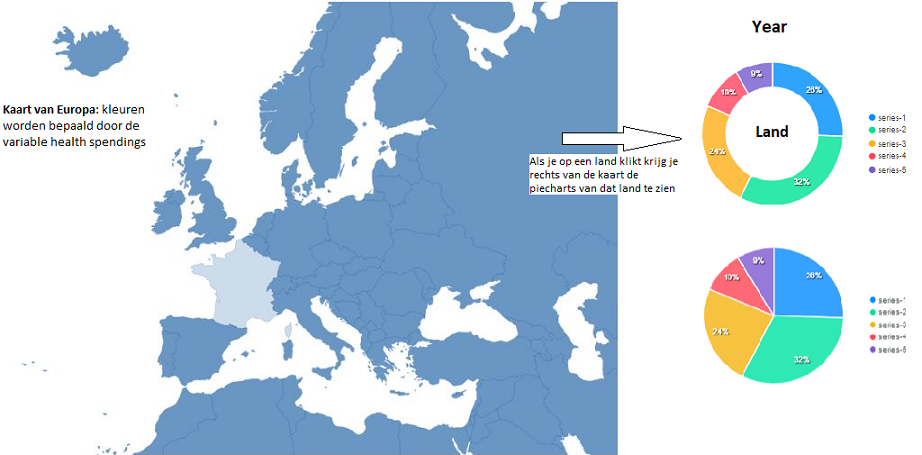 Kaart van Europa: kleuren
worden bepaald door de
variable health spendings
Als je op een land klikt krijg je
rechts van de kaart de
piecharts van dat land te zien
Year
9%
28%
10%
Land
24%
32%
series-1
series-2
series-3
series-4
series-5
9%
28%
10%
24%
32%
series-1
series-2
series-3
series-4
series-5